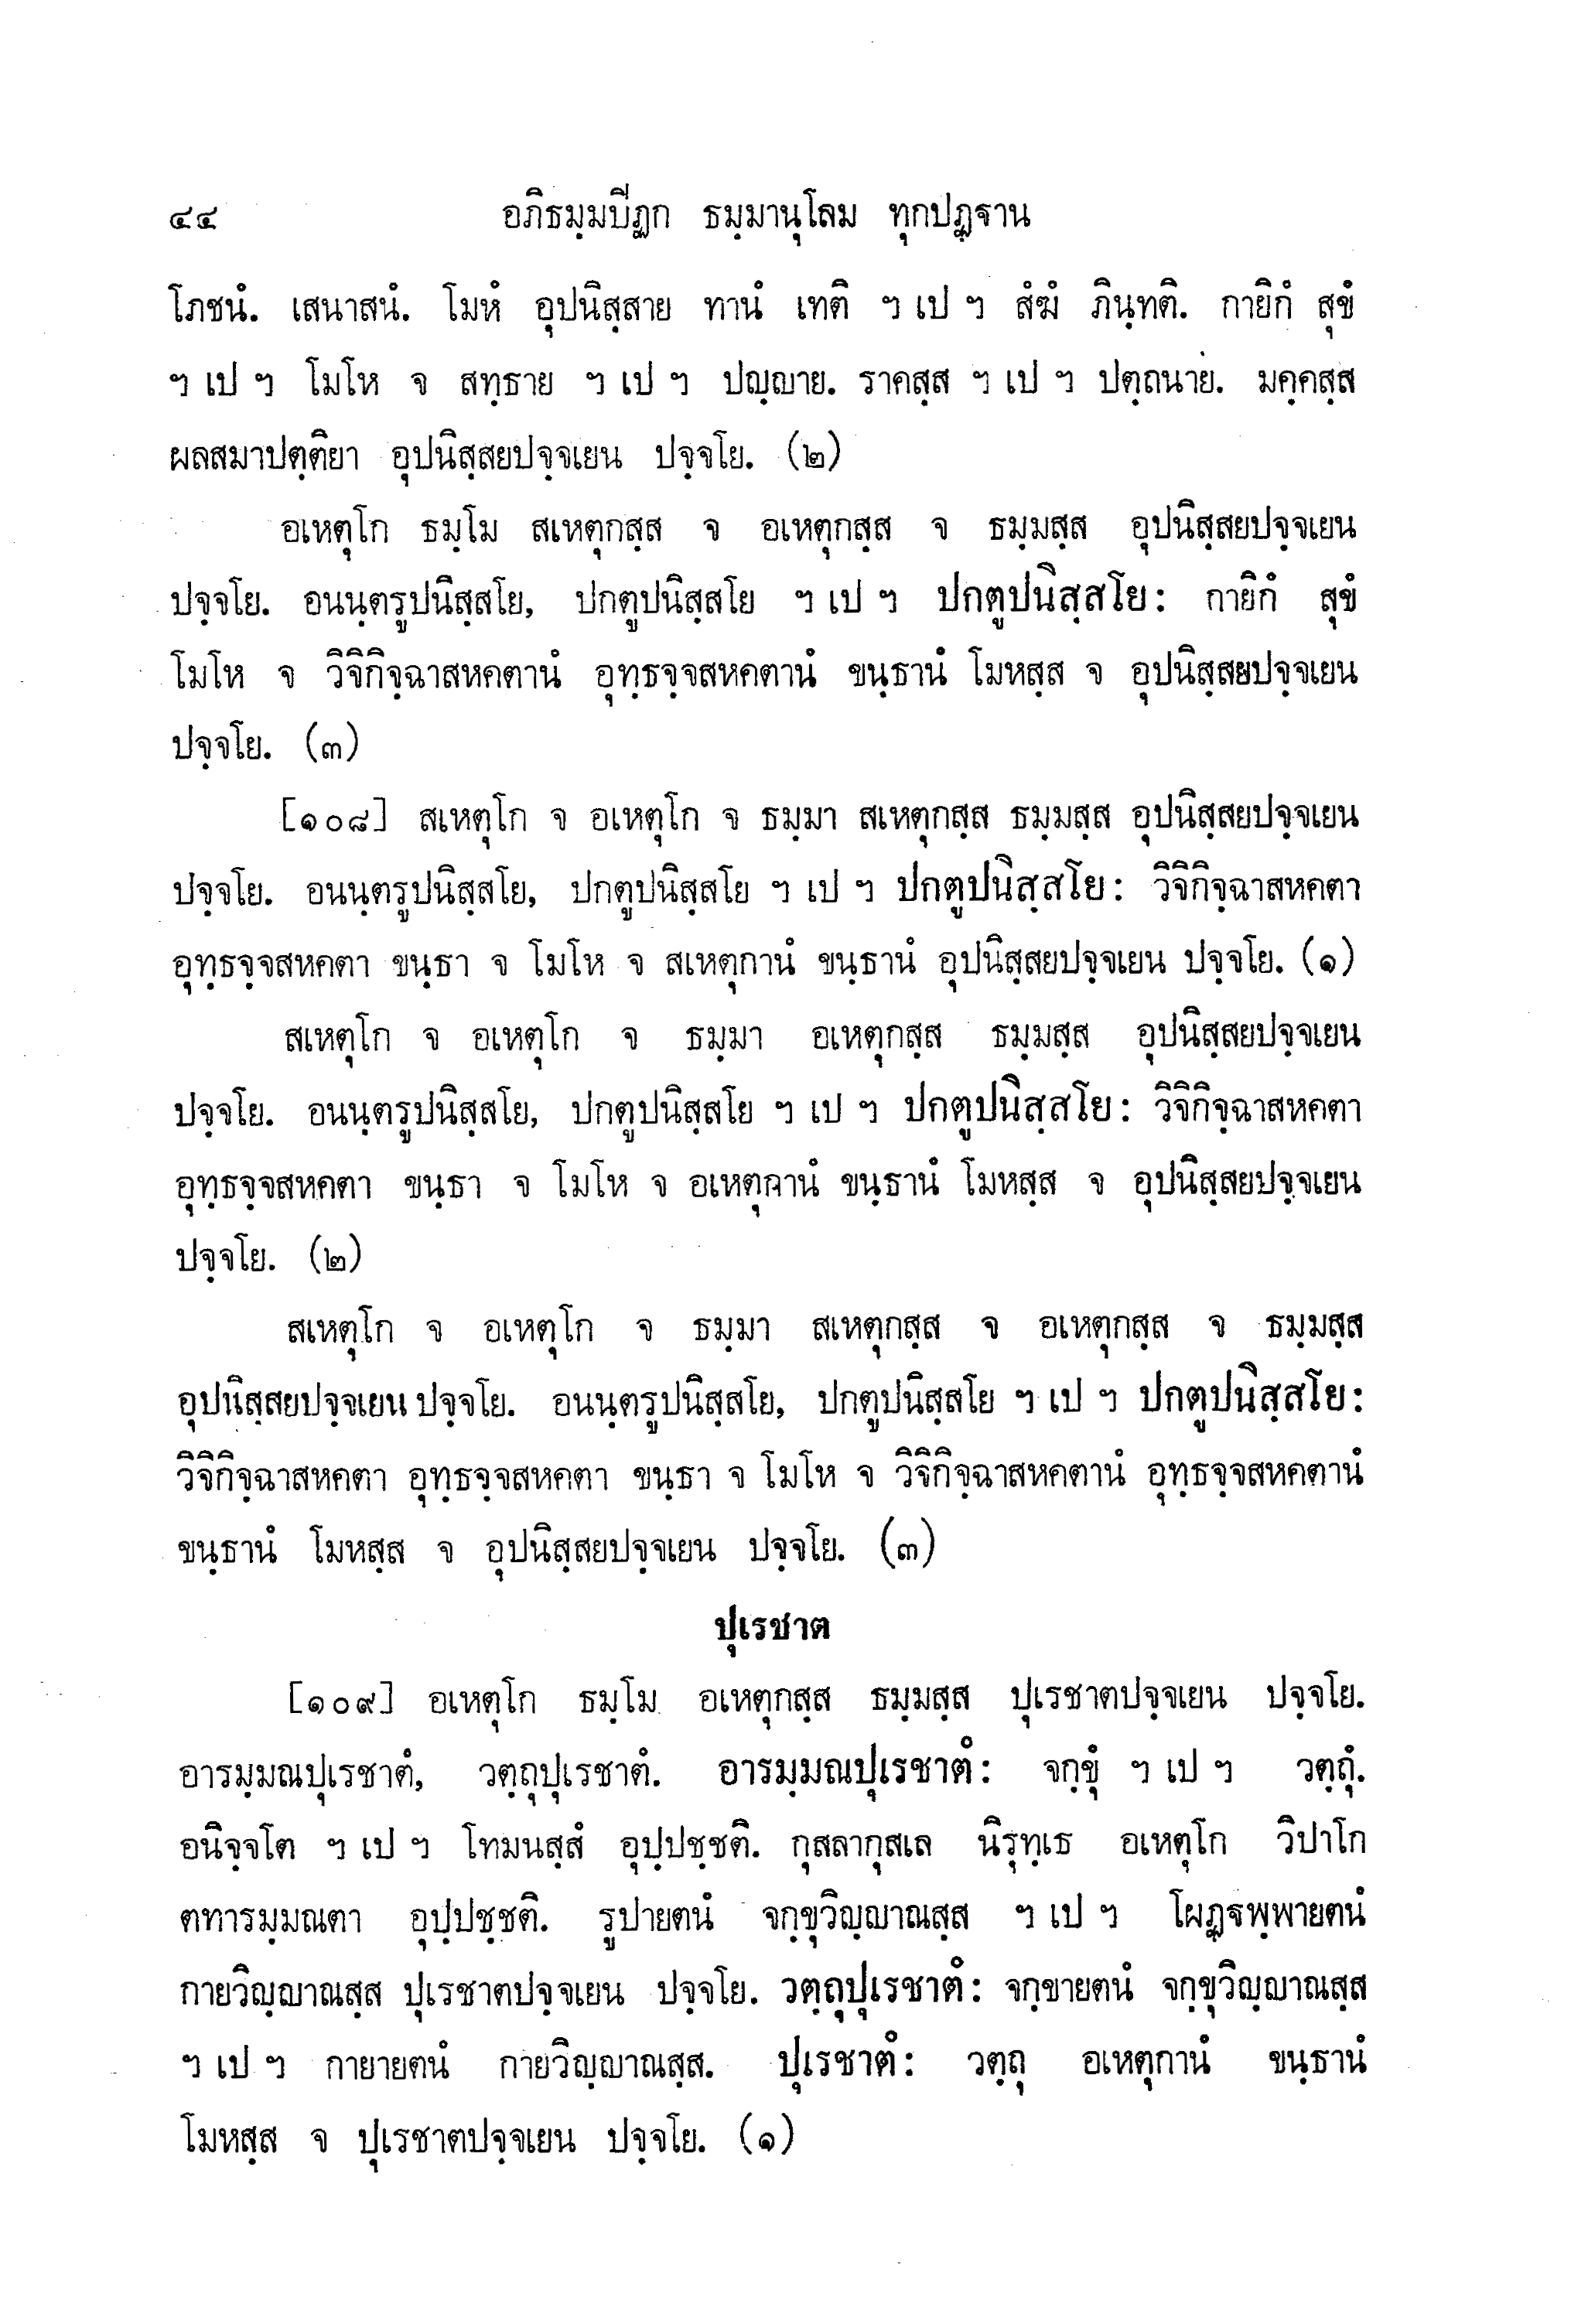 ๔๔ อภิธมฺมปีฏก ธมฺมานุโลม ทุกปฏฺฐาน
โภชนํ. เสนาสนํ. โมหํ อุปนิสฺสาย ทานํ เทติ ฯ เป ฯ สํฆํ ภินฺทติ. กายิกํ สุขํ
ฯ เป ฯ โมโห จ สทฺธาย ฯ เป ฯ ปญฺญาย. ราคสฺส ฯ เป ฯ ปตฺถนาย. มคฺคสฺส
ผลสมาปตฺติยา อุปนิสฺสยปจฺจเยน ปจฺจโย. (๒)
อเหตุโก ธมฺโม สเหตุกสฺส จ อเหตุกสฺส จ ธมฺมสฺส อุปนิสฺสยปจฺจเยน
ปจฺจโย. อนนฺตรูปนิสฺสโย, ปกตูปนิสฺสโย ฯ เป ฯ ปกตูปนิสฺสโย: กายิกํ สุขํ
โมโห จ วิจิกิจฺฉาสหคตานํ อุทฺธจฺจสหคตานํ ขนฺธานํ โมหสฺส จ อุปนิสฺสยปจฺจเยน
ปจฺจโย. (๓)
[๑๐๘] สเหตุโก จ อเหตุโก จ ธมฺมา สเหตุกสฺส ธมฺมสฺส อุปนิสฺสยปจฺจเยน
ปจฺจโย. อนนฺตรูปนิสฺสโย, ปกตูปนิสฺสโย ฯ เป ฯ ปกตูปนิสฺสโย: วิจิกิจฺฉาสหคตา
อุทฺธจฺจสหคตา ขนฺธา จ โมโห จ สเหตุกานํ ขนฺธานํ อุปนิสฺสยปจฺจเยน ปจฺจโย. (๑)
สเหตุโก จ อเหตุโก จ ธมฺมา อเหตุกสฺส ธมฺมสฺส อุปนิสฺสยปจฺจเยน
ปจฺจโย. อนนฺตรูปนิสฺสโย, ปกตูปนิสฺสโย ฯ เป ฯ ปกตูปนิสฺสโย: วิจิกิจฺฉาสหคตา
อุทฺธจฺจสหคตา ขนฺธา จ โมโห จ อเหตุกานํ ขนฺธานํ โมหสฺส จ อุปนิสฺสยปจฺจเยน
ปจฺจโย. (๒)
สเหตุโก จ อเหตุโก จ ธมฺมา สเหตุกสฺส จ อเหตุกสฺส จ ธมฺมสฺส
อุปนิสฺสยปจฺจเยน ปจฺจโย. อนนฺตรูปนิสฺสโย, ปกตูปนิสฺสโย ฯ เป ฯ ปกตูปนิสฺสโย:
วิจิกิจฺฉาสหคตา อุทฺธจฺจสหคตา ขนฺธา จ โมโห จ วิจิกิจฺฉาสหคตานํ อุทฺธจฺจสหคตานํ
ขนฺธานํ โมหสฺส จ อุปนิสฺสยปจฺจเยน ปจฺจโย. (๓)
ปุเรชาต
[๑๐๙] อเหตุโก ธมฺโม อเหตุกสฺส ธมฺมสฺส ปุเรชาตปจฺจเยน ปจฺจโย.
อารมฺมณปุเรชาตํ, วตฺถุปุเรชาตํ. อารมฺมณปุเรชาตํ: จกฺขุํ ฯ เป ฯ วตฺถุํ.
อนิจฺจโต ฯ เป ฯ โทมนสฺสํ อุปฺปชฺชติ. กุสลากุสเล นิรุทฺเธ อเหตุโก วิปาโก
ตทารมฺมณตา อุปฺปชฺชติ. รูปายตนํ จกฺขุวิญฺญาณสฺส ฯ เป ฯ โผฏฺฐพฺพายตนํ
กายวิญฺญาณสฺส ปุเรชาตปจฺจเยน ปจฺจโย. วตฺถุปุเรชาตํ: จกฺขายตนํ จกฺขุวิญฺญาณสฺส
ฯ เป ฯ กายายตนํ กายวิญฺญาณสฺส. ปุเรชาตํ: วตฺถุ อเหตุกานํ ขนฺธานํ
โมหสฺส จ ปุเรชาตปจฺจเยน ปจฺจโย. (๑)